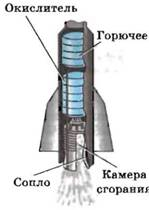 Окислитель
Горючее
Сопло
Камера
сгорания